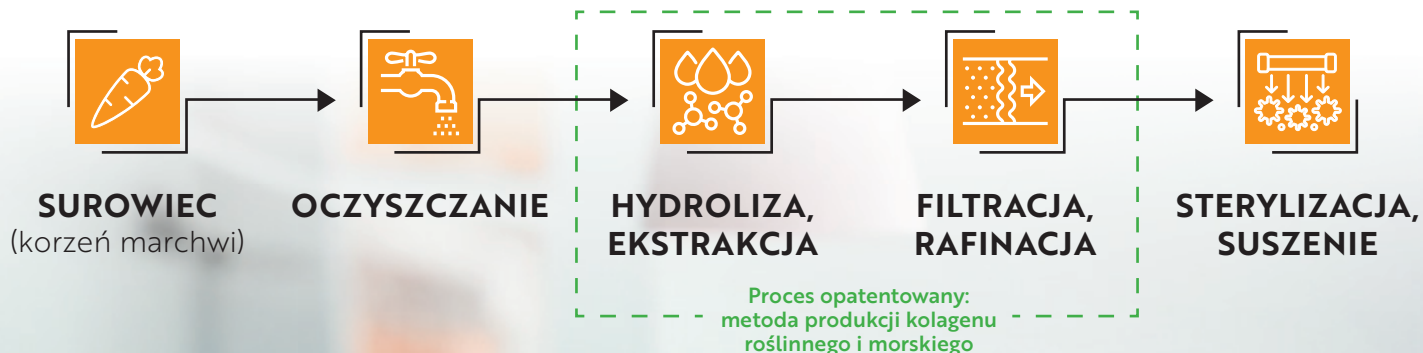 SUROWIEC
(korzeń marchwi)
OCZYSZCZANIE
HYDROLIZA,
EKSTRAKCJA
FILTRACJA,
RAFINACJA
STERYLIZACJA,
SUSZENIE
Proces opatentowany:
metoda produkcji kolagenu
roślinnego i morskiego